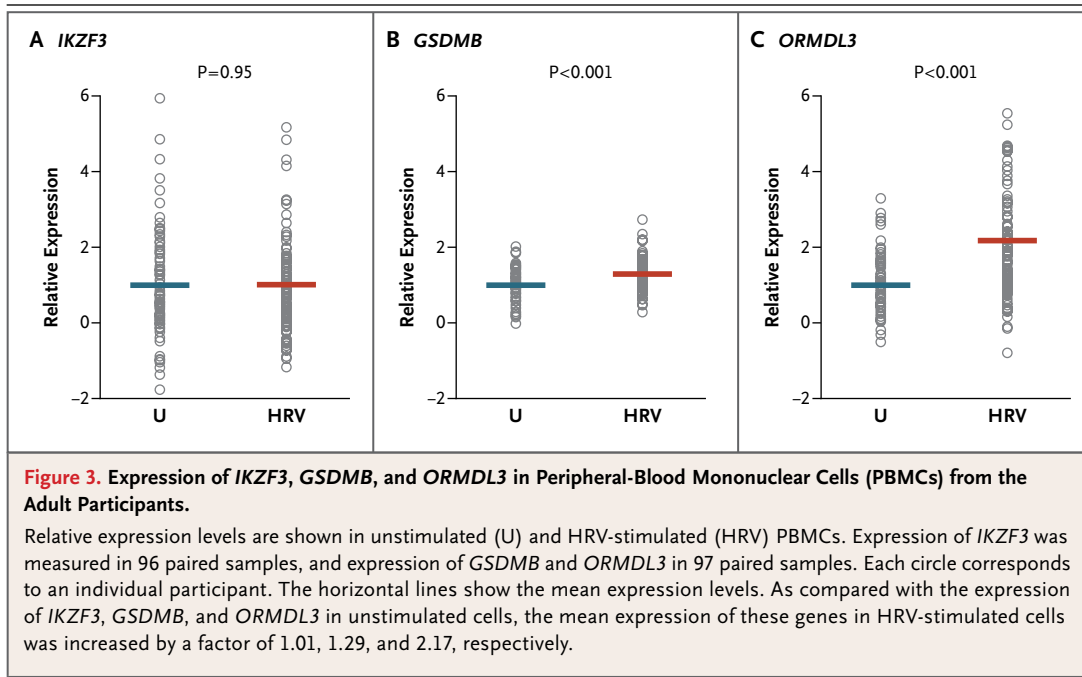 A IKZF3
P=0.95
Relative Expression
6
4
2
0
−2
U HRV
B GSDMB
P<0.001
Relative Expression
6
4
2
0
−2
U HRV
C ORMDL3
P<0.001
Relative Expression
6
4
2
0
−2
U HRV
Figure 3. Expression of IKZF3, GSDMB, and ORMDL3 in Peripheral-Blood Mononuclear Cells (PBMCs) from the
Adult Participants.
Relative expression levels are shown in unstimulated (U) and HRV-stimulated (HRV) PBMCs. Expression of IKZF3 was
measured in 96 paired samples, and expression of GSDMB and ORMDL3 in 97 paired samples. Each circle corresponds
to an individual participant. The horizontal lines show the mean expression levels. As compared with the expression
of IKZF3, GSDMB, and ORMDL3 in unstimulated cells, the mean expression of these genes in HRV-stimulated cells
was increased by a factor of 1.01, 1.29, and 2.17, respectively.